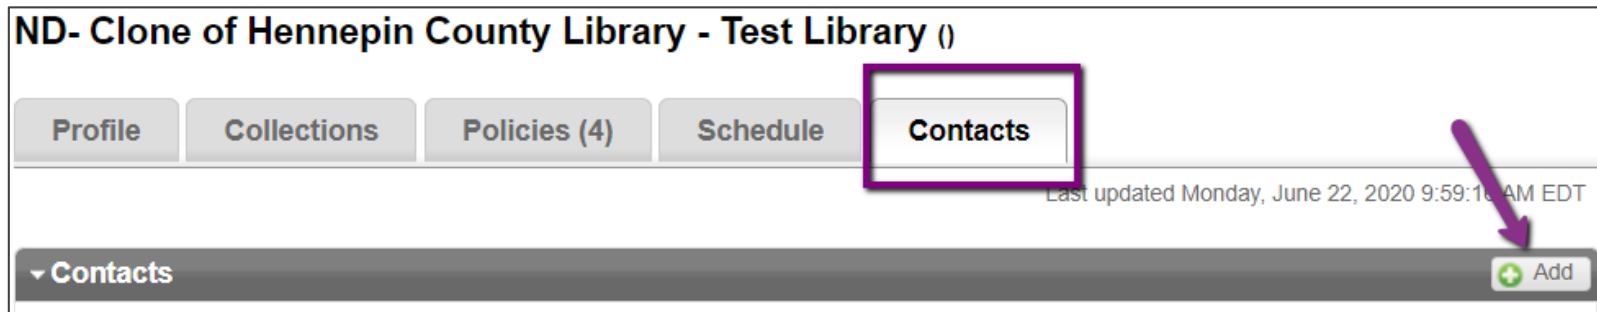 ND- Clone of Hennepin County Library - Test Library ()
Profile Collections Policies (4) Schedule Contacts
Last updated Monday, June 22, 2020 9:59: AM EDT
Contacts Add